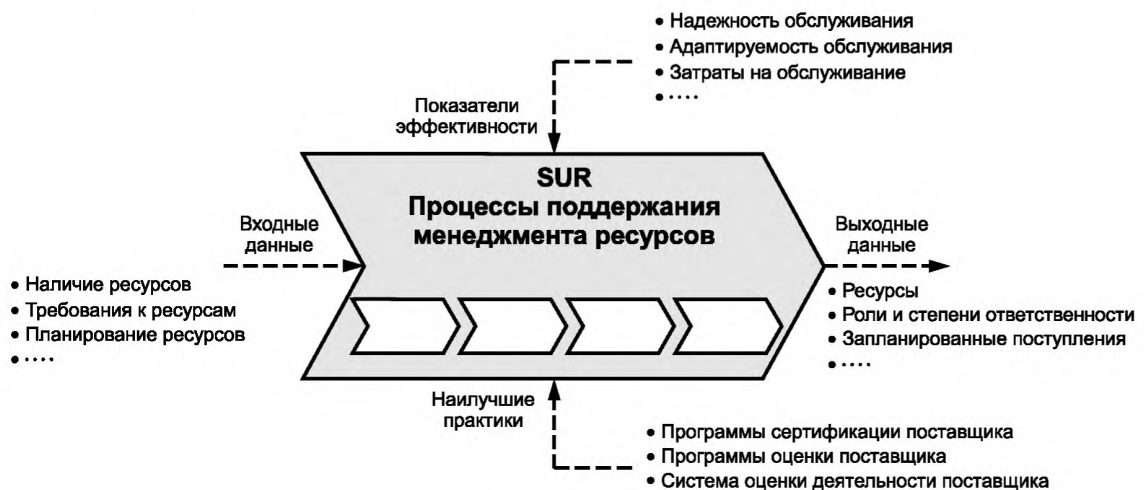 • Надежность обслуживания
• Адаптируемость обслуживания
• Затраты на обслуживание
• ····
Показатели
эффективности
SUR
Процессы поддержания
менеджмента ресурсов
Входные
данные
• Наличие ресурсов
• Требования к ресурсам
• Планирование ресурсов
• ····
Выходные
данные
• Ресурсы
• Роли и степени ответственности
• Запланированные поступления
• ····
Наилучшие
практики
• Программы сертификации поставщика
• Программы оценки поставщика
• Система оценки деятельности поставщика